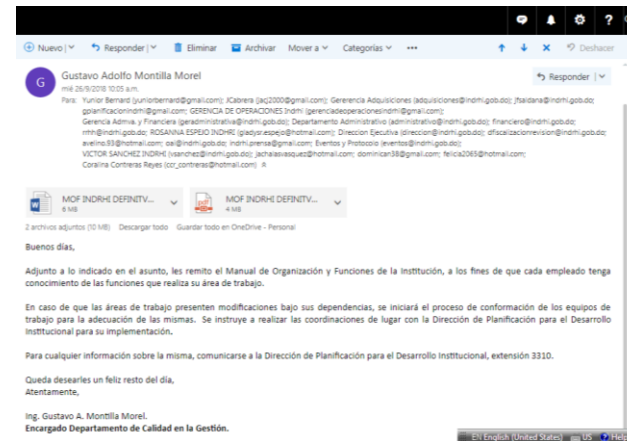 ?
Nuevo | Responder | Eliminar Archivar Mover a Categorías ••• Deshacer
G
Gustavo Adolfo Montilla Morel
mié 26/9/2018 10:05 a.m.
Responder |
Para: Yunior Bernard (yuniorbernard@gmail.com); JCabrera (jacj2000@gmail.com); Gererencia Adquisiciones (adquisiciones@indrhi.gob.do); jfsaldana@indrhi.gob.do;
gplanificacionindrhi@gmail.com; GERENCIA DE OPERACIONES Indrhi (gerenciadeoperaciones@indrhi@gmail.com);
Gerencia Admva. y Financiera (geradministrativa@indrhi.gob.do); Departamento Administrativo (administrativo@indrhi.gob.do); financiero@indrhi.gob.do;
rrhh@indrhi.gob.do; ROSANNA ESPEJO INDRHI (gladysr.espejo@hotmail.com); Direccion Ejecutiva (direccion@indrhi.gob.do); dfiscalizacionrevision@indrhi.gob.do;
avelino.93@hotmail.com; oai@indrhi.gob.do; indrhi.prensa@gmail.com; Eventos y Protocolo (eventos@indrhi.gob.do);
VICTOR SANCHEZ INDRHI (vsanchez@indrhi.gob.do); jachalasvasquez@hotmail.com; dominican38@gmail.com; felicia2065@hotmail.com;
Coralina Contreras Reyes (ccr_contreras@hotmail.com)
MOF INDRHI DEFINITV...
6 MB
pdf
MOF INDRHI DEFINITV...
4 MB
2 archivos adjuntos (10 MB) Descargar todo Guardar todo en OneDrive - Personal
Buenos días,
Adjunto a lo indicado en el asunto, les remito el Manual de Organización y Funciones de la Institución, a los fines de que cada empleado tenga
conocimiento de las funciones que realiza su área de trabajo.
En caso de que las áreas de trabajo presenten modificaciones bajo sus dependencias, se iniciará el proceso de conformación de los equipos de
trabajo para la adecuación de las mismas. Se instruye a realizar las coordinaciones de lugar con la Dirección de Planificación para el Desarrollo
Institucional para su implementación.
Para cualquier información sobre la misma, comunicarse a la Dirección de Planificación para el Desarrollo Institucional, extensión 3310.
Queda desearles un feliz resto del día,
Atentamente,
Ing. Gustavo A. Montilla Morel.
Encargado Departamento de Calidad en la Gestión.
EN English (United States) US Help